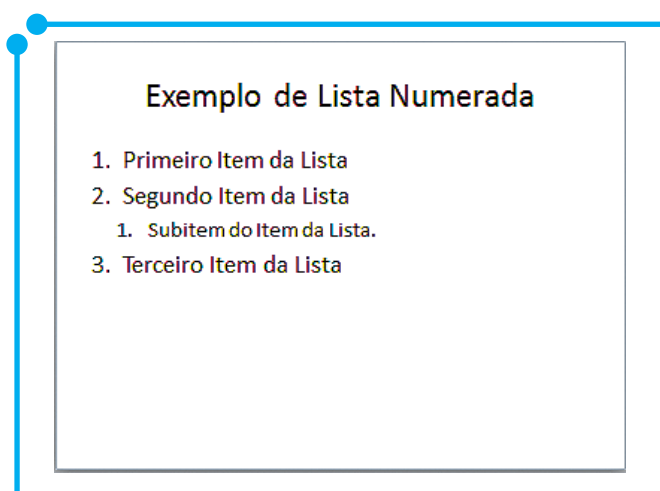 Exemplo de Lista Numerada
1. Primeiro Item da Lista
2. Segundo Item da Lista
1. Subitem do Item da Lista.
3. Terceiro Item da Lista